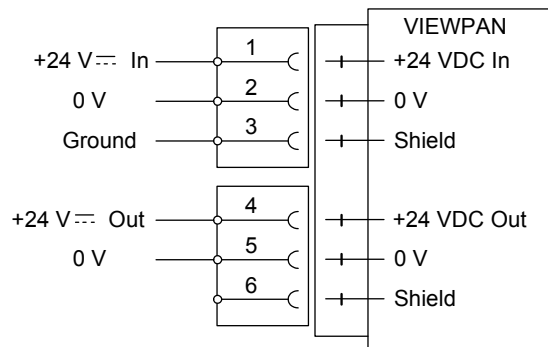 VIEWPAN
+24 V⎓ In 1 +24 VDC In
0 V 2 0 V
Ground 3 Shield
+24 V⎓ Out 4 +24 VDC Out
0 V 5 0 V
6 Shield